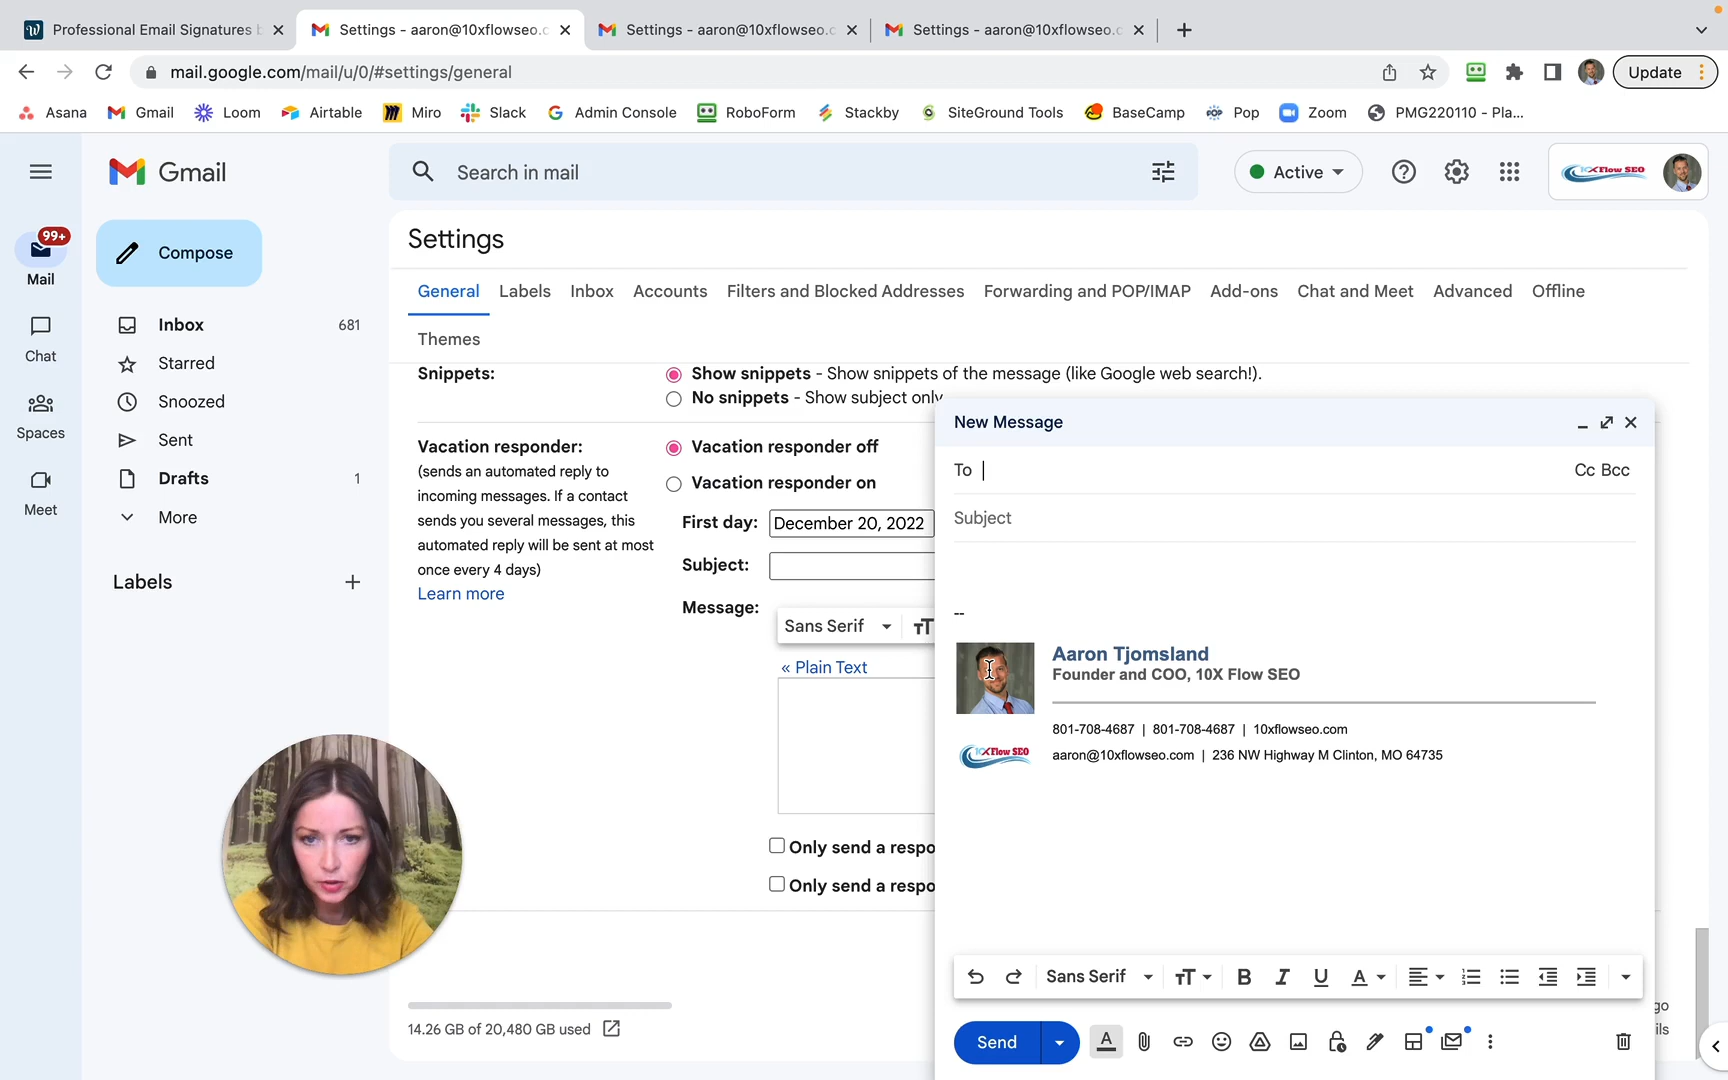 Professional Email Signatures b
Settings - aaron@10xflowseo.c
Settings - aaron@10xflowseo.c
Settings - aaron@10xflowseo.c
mail.google.com/mail/u/0/#settings/general
Update
Asana
Gmail
Loom
Airtable
Miro
Slack
Admin Console
RoboForm
Stackby
SiteGround Tools
BaseCamp
Pop
Zoom
PMG220110 - Pla...
Gmail
Search in mail
Active
10X Flow SEO
99+
Mail
Chat
Spaces
Meet
Compose
Inbox 681
Starred
Snoozed
Sent
Drafts 1
More
Labels
Settings
General Labels Inbox Accounts Filters and Blocked Addresses Forwarding and POP/IMAP Add-ons Chat and Meet Advanced Offline
Themes
Snippets:
Show snippets - Show snippets of the message (like Google web search!).
No snippets - Show subject only
Vacation responder:
(sends an automated reply to
incoming messages. If a contact
sends you several messages, this
automated reply will be sent at most
once every 4 days)
Learn more
Vacation responder off
Vacation responder on
First day: December 20, 2022
Subject:
Message:
Sans Serif
« Plain Text
Only send a respo
Only send a respo
14.26 GB of 20,480 GB used
go
ils
New Message
To
Cc Bcc
Subject
--
Aaron Tjomsland
Founder and COO, 10X Flow SEO
801-708-4687 | 801-708-4687 | 10xflowseo.com
aaron@10xflowseo.com | 236 NW Highway M Clinton, MO 64735
10X Flow SEO
Sans Serif
Send